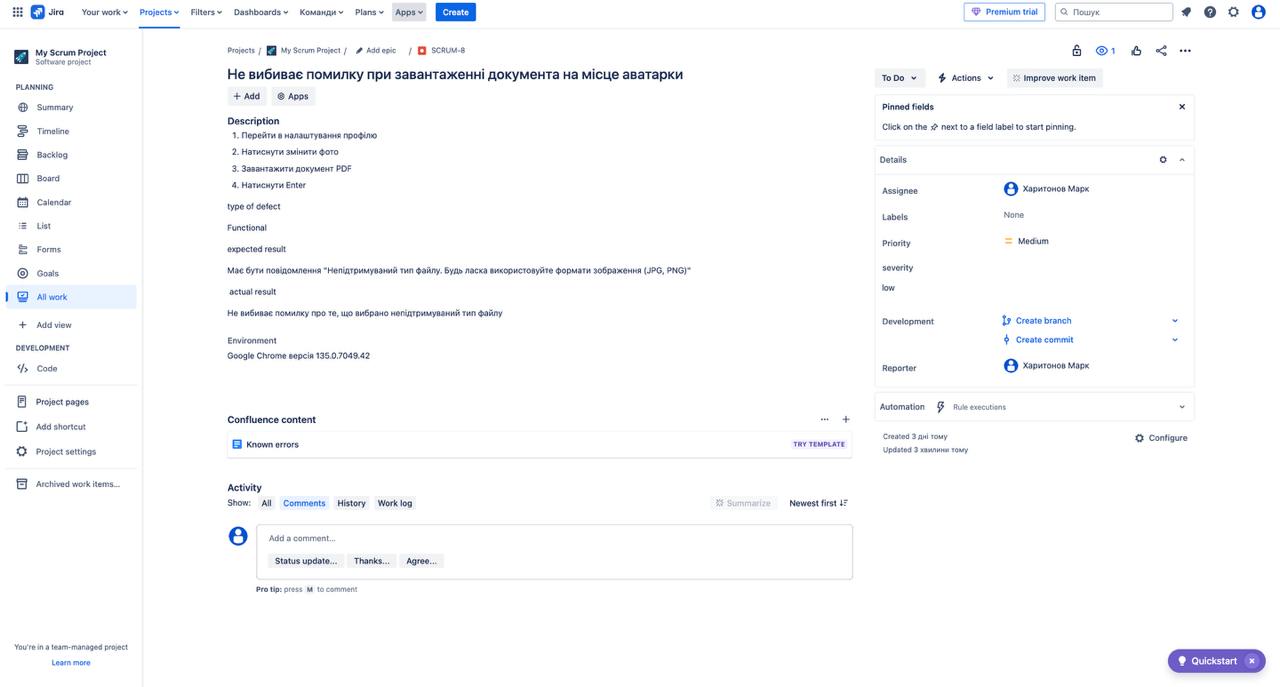 Jira Your work Projects Filters Dashboards Команди Plans Apps Create Premium trial Пошук
My Scrum Project
Software project
PLANNING
Summary
Timeline
Backlog
Board
Calendar
List
Forms
Goals
All work
Add view
DEVELOPMENT
Code
Project pages
Add shortcut
Project settings
Archived work items...
You're in a team-managed project
Learn more
Projects / My Scrum Project / Add epic / SCRUM-8
Не вибиває помилку при завантаженні документа на місце аватарки
Add Apps
Description
1. Перейти в налаштування профілю
2. Натиснути змінити фото
3. Завантажити документ PDF
4. Натиснути Enter
type of defect
Functional
expected result
Має бути повідомлення "Непідтримуваний тип файлу. Будь ласка використовуйте формати зображення (JPG, PNG)"
actual result
Не вибиває помилку про те, що вибрано непідтримуваний тип файлу
Environment
Google Chrome версія 135.0.7049.42
Confluence content
Known errors TRY TEMPLATE
Activity
Show: All Comments History Work log Summarize Newest first
Add a comment...
Status update... Thanks... Agree...
Pro tip: press M to comment
1
To Do Actions Improve work item
Pinned fields
Click on the next to a field label to start pinning.
Details
Assignee Харитонов Марк
Labels None
Priority Medium
severity
low
Development Create branch
Create commit
Reporter Харитонов Марк
Automation Rule executions
Created 3 дні тому
Updated 3 хвилини тому
Configure
Quickstart